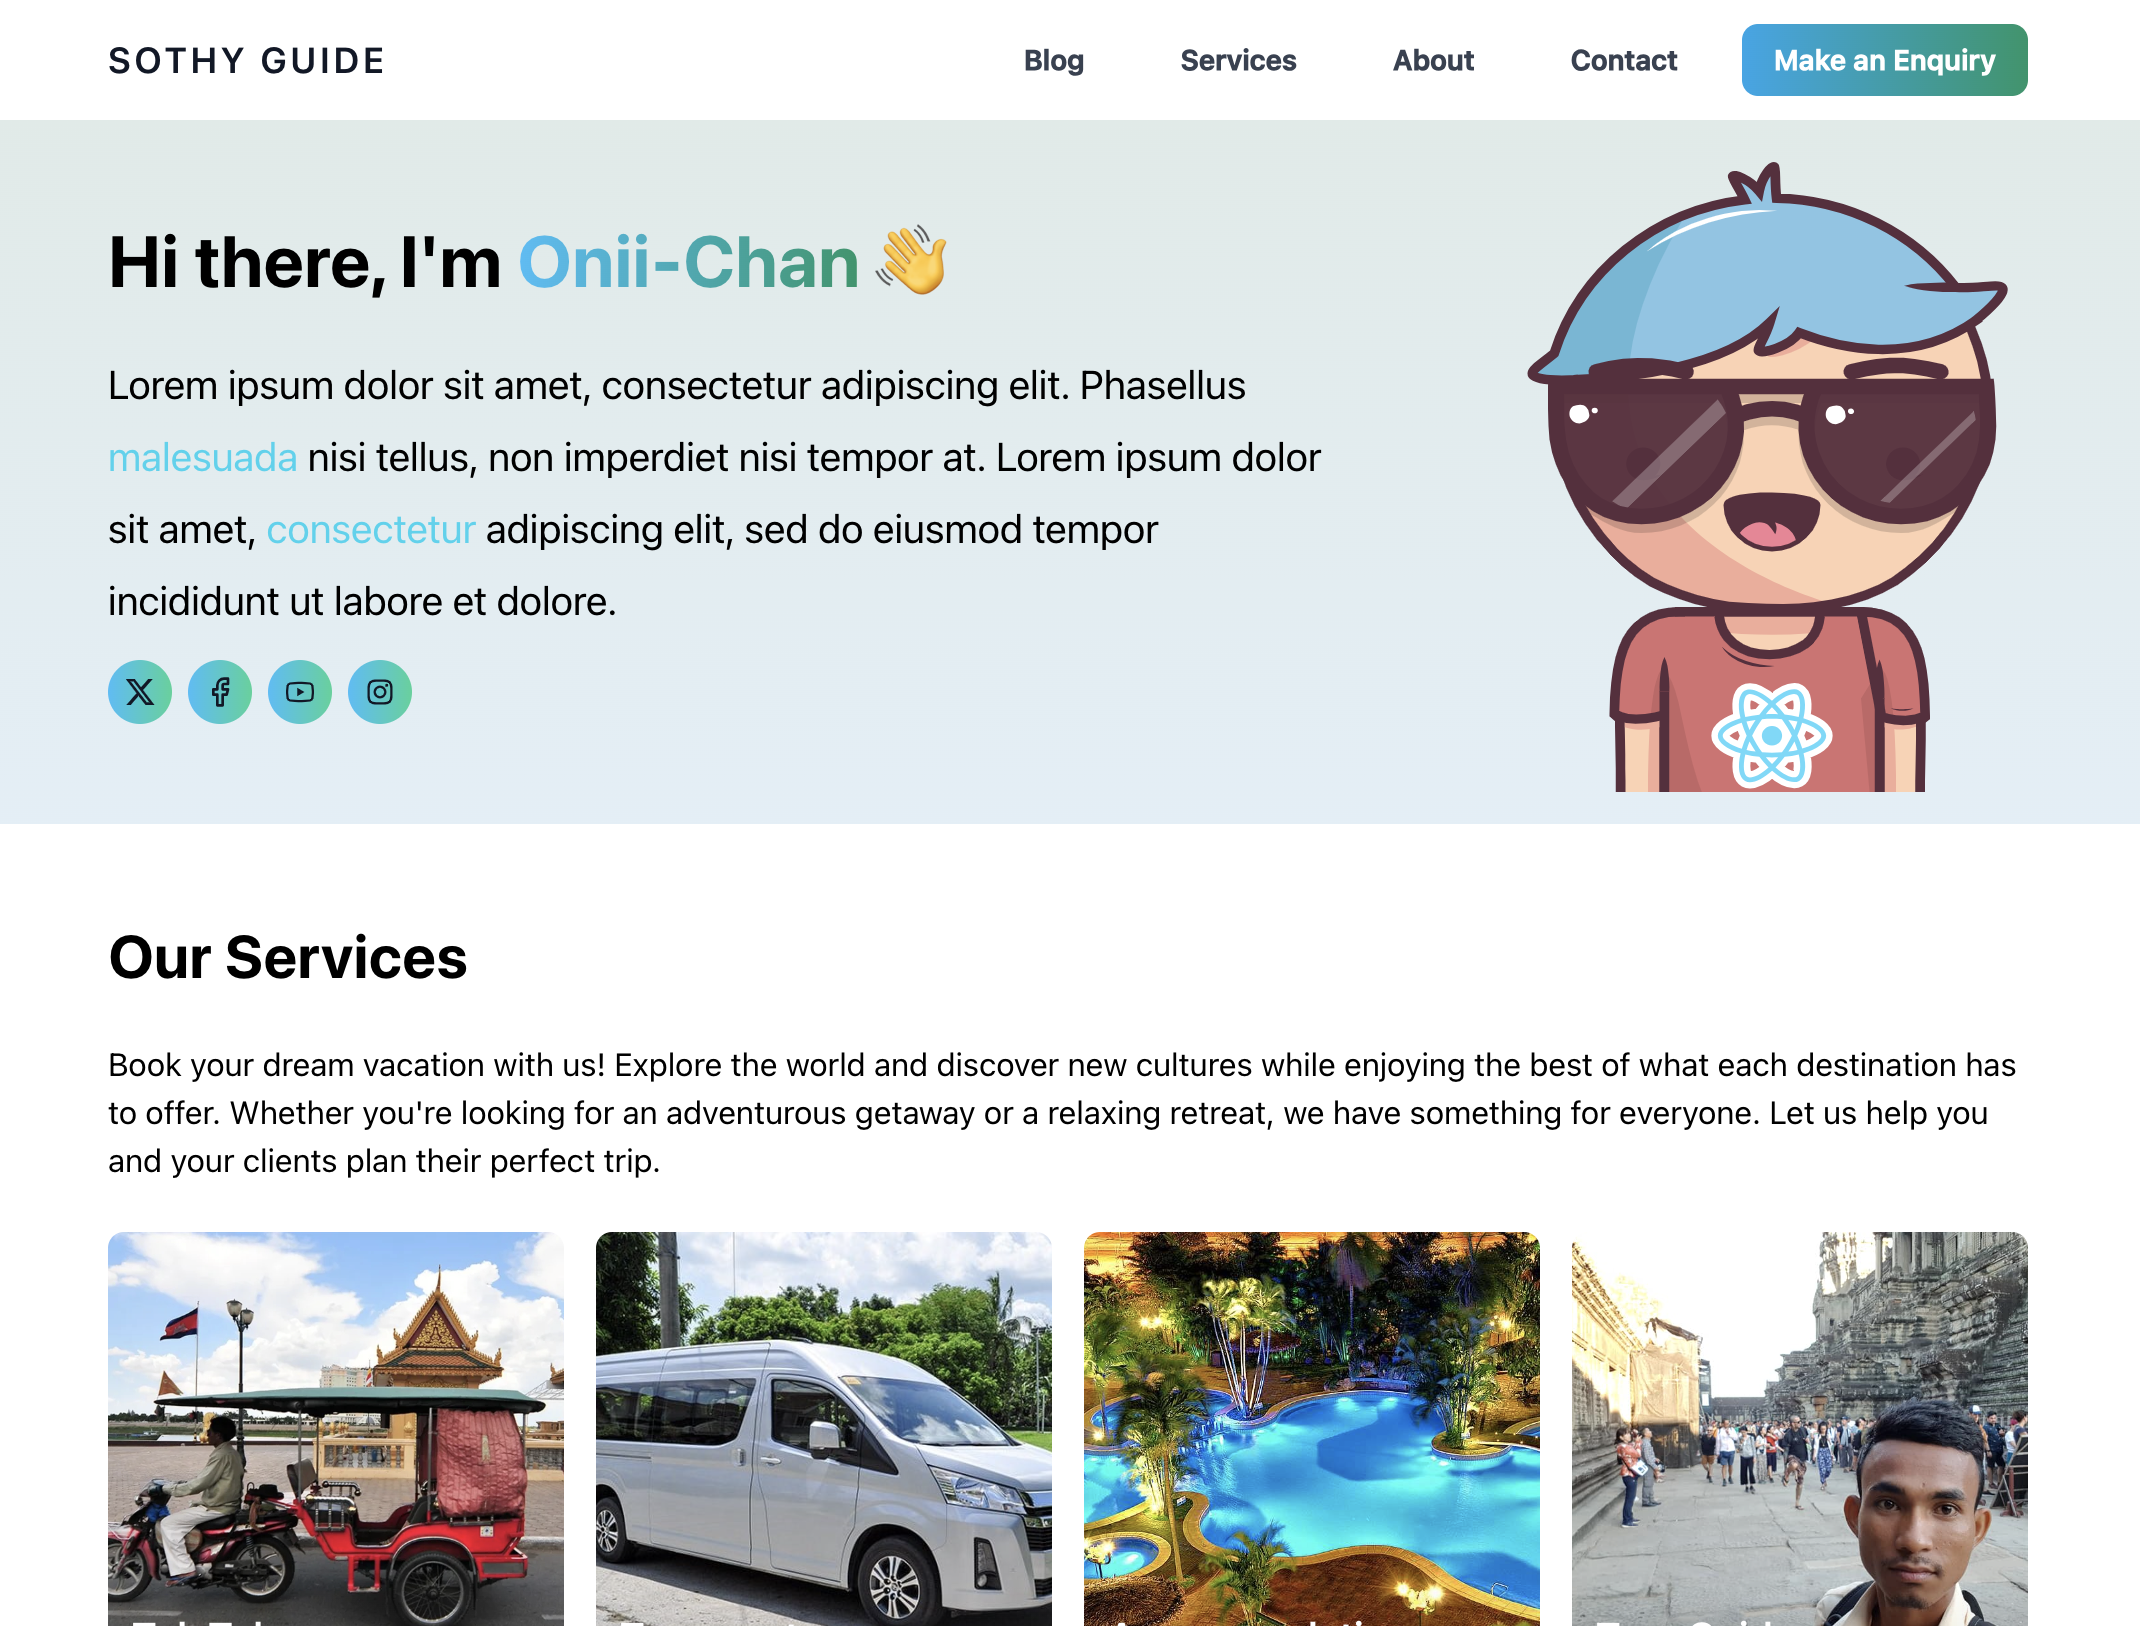 SOTHY GUIDE
Blog Services About Contact Make an Enquiry
Hi there, I'm Onii-Chan 👋
Lorem ipsum dolor sit amet, consectetur adipiscing elit. Phasellus
malesuada nisi tellus, non imperdiet nisi tempor at. Lorem ipsum dolor
sit amet, consectetur adipiscing elit, sed do eiusmod tempor
incididunt ut labore et dolore.
Our Services
Book your dream vacation with us! Explore the world and discover new cultures while enjoying the best of what each destination has
to offer. Whether you're looking for an adventurous getaway or a relaxing retreat, we have something for everyone. Let us help you
and your clients plan their perfect trip.